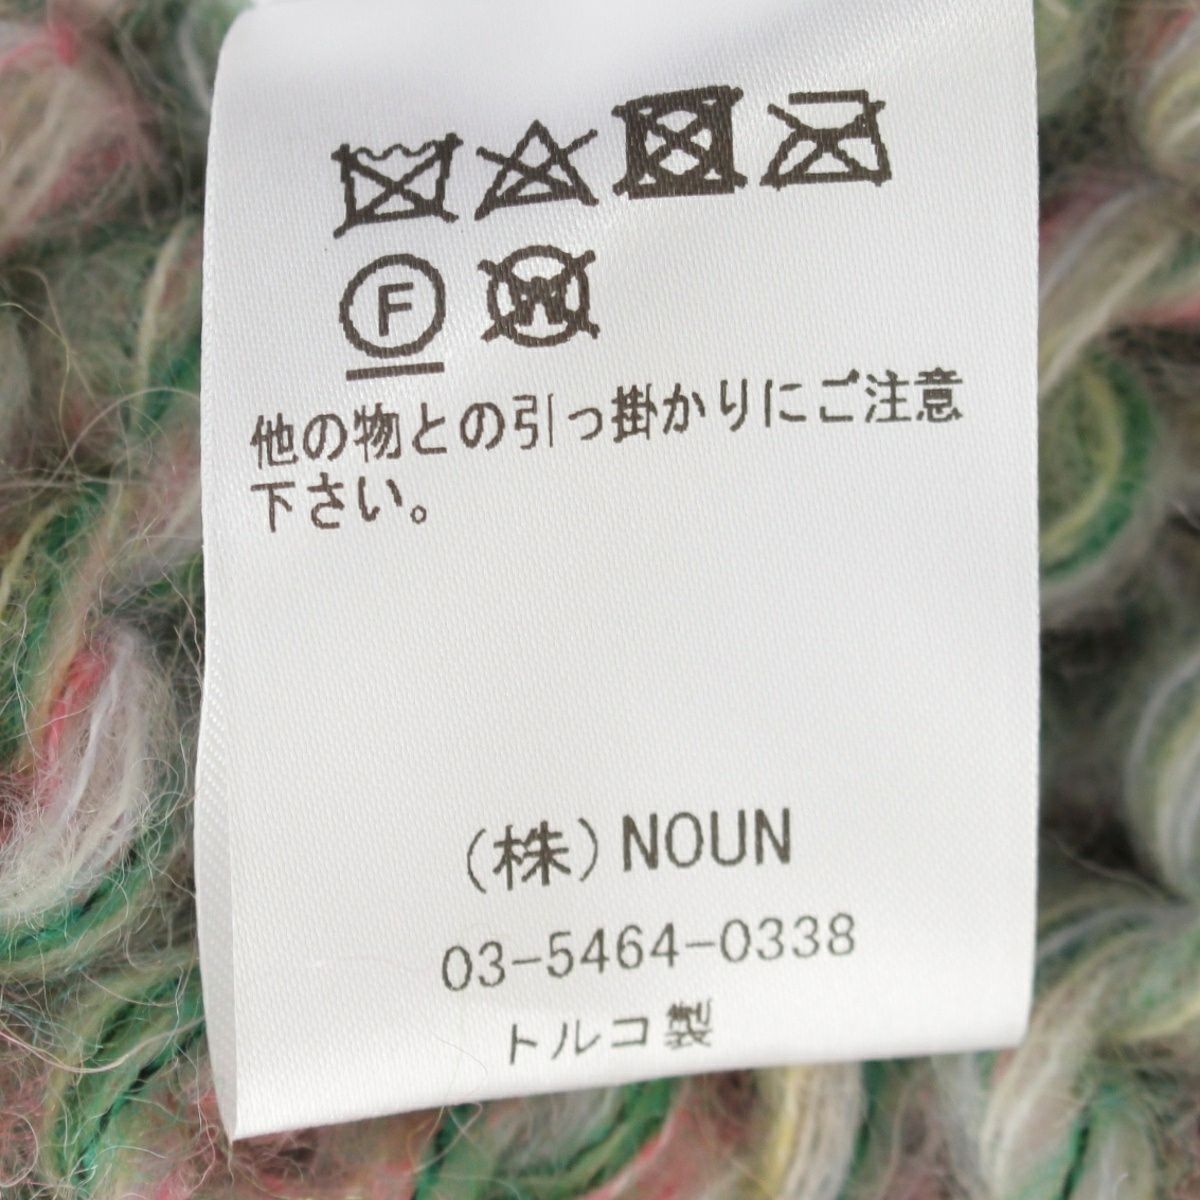 F
W
他の物との引っ掛かりにご注意
下さい。
(株)NOUN
03-5464-0338
トルコ製